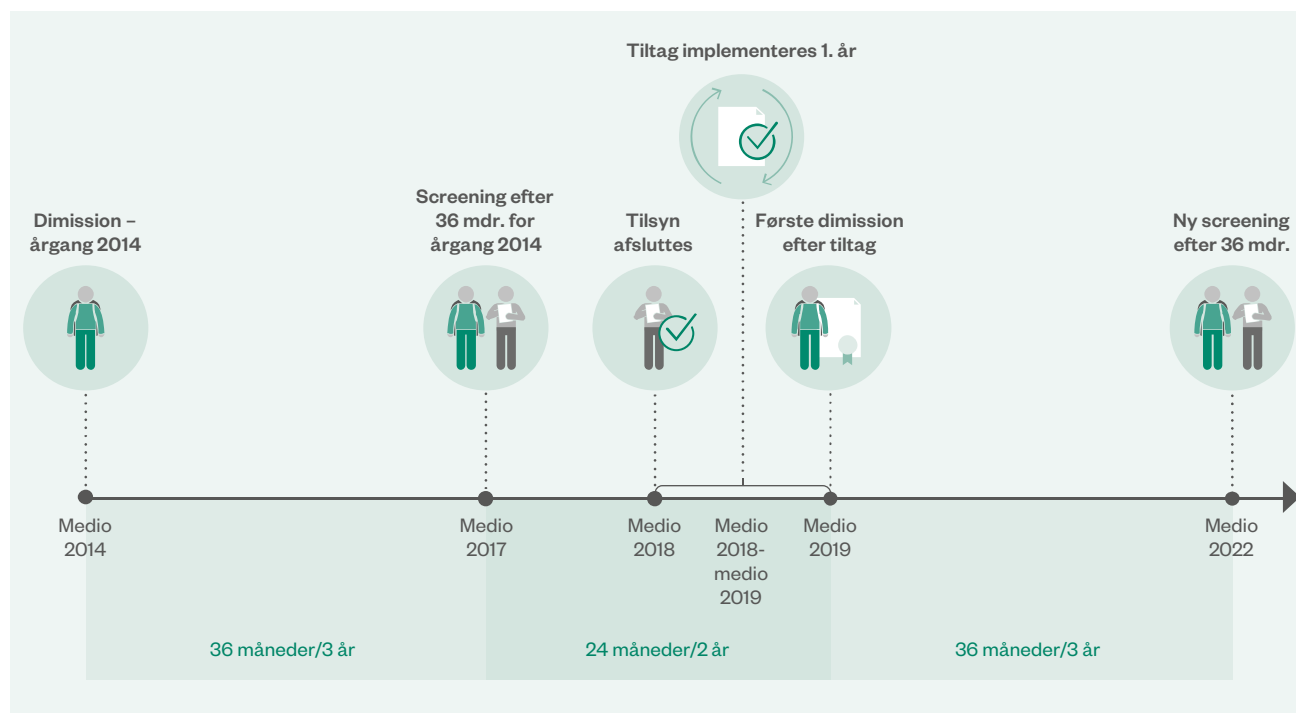 Tiltag implementeres 1. år
Dimission –
årgang 2014
Screening efter
36 mdr. for
årgang 2014
Tilsyn
afsluttes
Første dimission
efter tiltag
Ny screening
efter 36 mdr.
Medio
2014
Medio
2017
Medio
2018
Medio
2018-
medio
2019
Medio
2019
Medio
2022
36 måneder/3 år
24 måneder/2 år
36 måneder/3 år